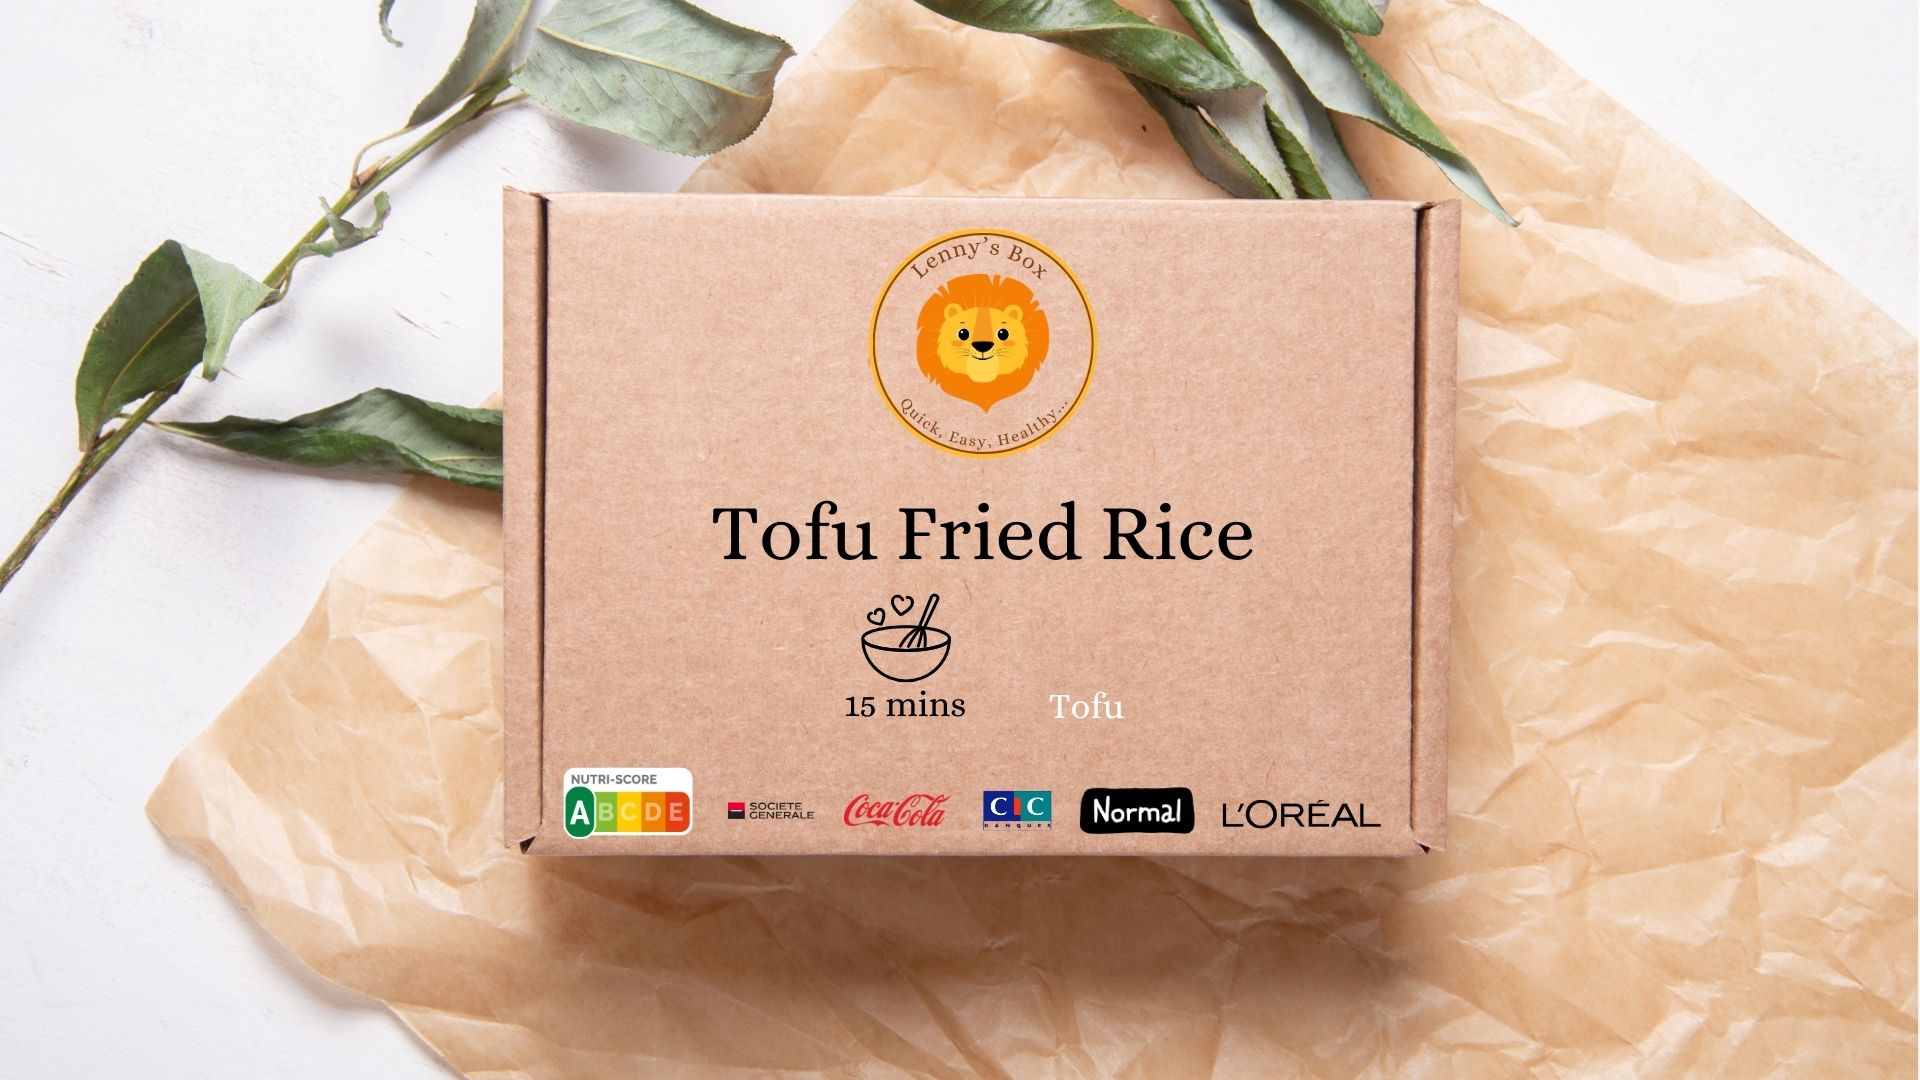 Lenny's Box
Quick, Easy, Healthy...
Tofu Fried Rice
15 mins
Tofu
NUTRI-SCORE
A B C D E
SOCIETE
GENERALE
Coca-Cola
CIC
BANQUES
Normal
L'ORÉAL